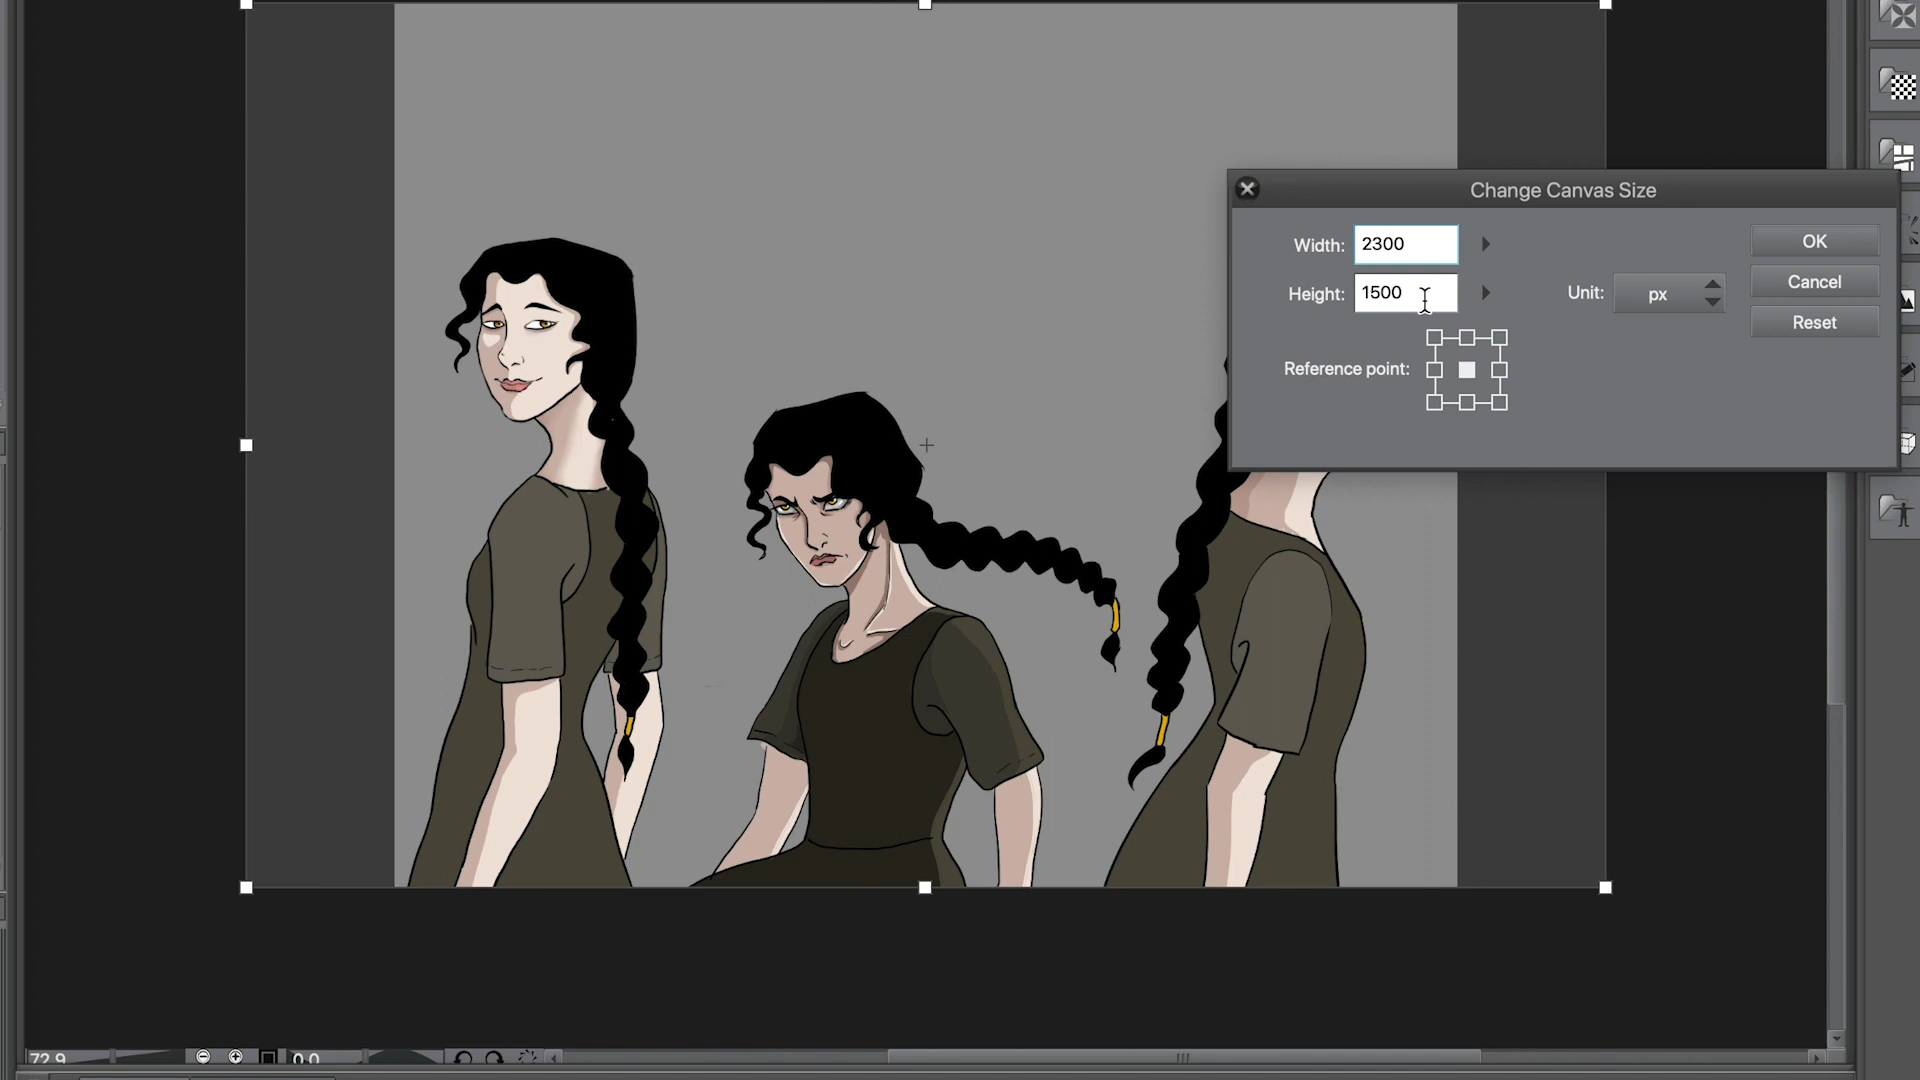 Change Canvas Size
Width: 2300
OK
Height: 1500
Unit: px
Cancel
Reset
Reference point:
72.9
0.0